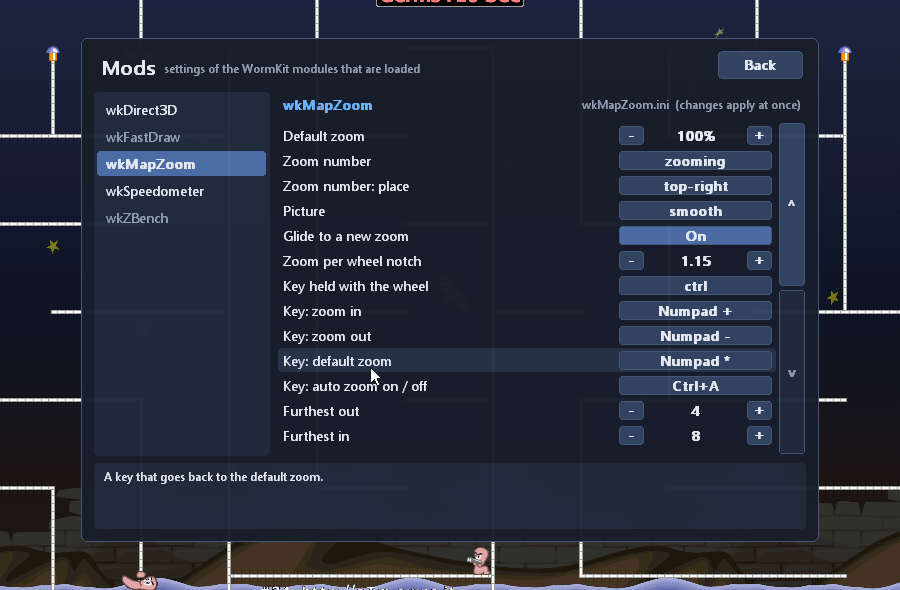 Mods settings of the WormKit modules that are loaded
Back
wkDirect3D
wkFastDraw
wkMapZoom
wkSpeedometer
wkZBench
wkMapZoom
wkMapZoom.ini (changes apply at once)
Default zoom - 100% +
Zoom number zooming
Zoom number: place top-right
Picture smooth
Glide to a new zoom On
Zoom per wheel notch - 1.15 +
Key held with the wheel ctrl
Key: zoom in Numpad +
Key: zoom out Numpad -
Key: default zoom Numpad *
Key: auto zoom on / off Ctrl+A
Furthest out - 4 +
Furthest in - 8 +
ʌ
v
A key that goes back to the default zoom.